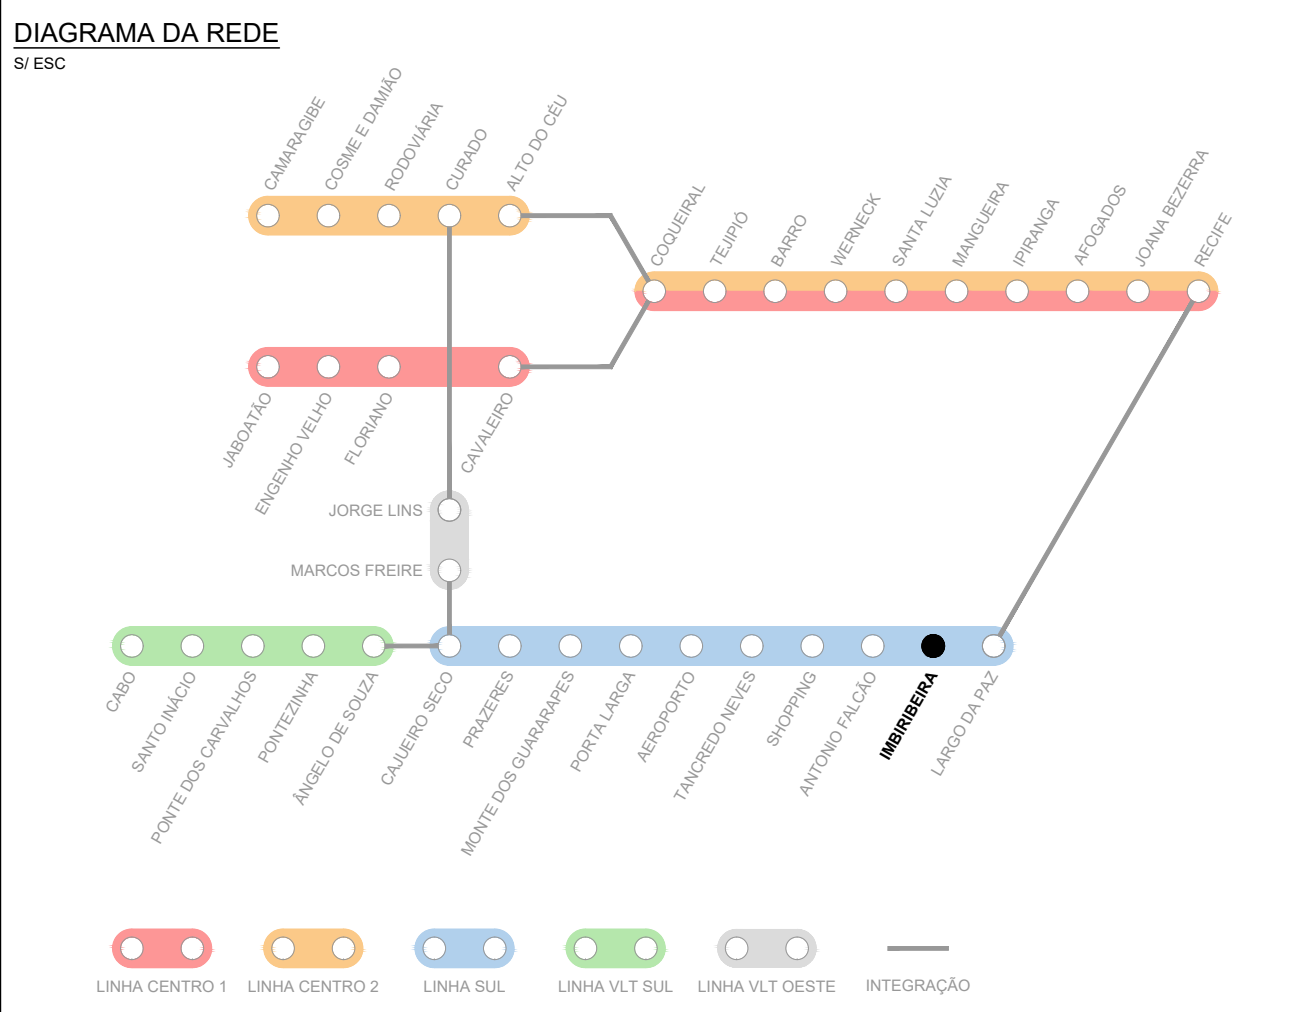 DIAGRAMA DA REDE
S/ ESC
CAMARAGIBE
COSME E DAMIÃO
RODOVIÁRIA
CURADO
ALTO DO CÉU
COQUEIRAL
TEJIPIÓ
BARRO
WERNECK
SANTA LUZIA
MANGUEIRA
IPIRANGA
AFOGADOS
JOANA BEZERRA
RECIFE
JABOATÃO
ENGENHO VELHO
FLORIANO
CAVALEIRO
JORGE LINS
MARCOS FREIRE
CABO
SANTO INÁCIO
PONTE DOS CARVALHOS
PONTEZINHA
ÂNGELO DE SOUZA
CAJUEIRO SECO
PRAZERES
MONTE DOS GUARARAPES
PORTA LARGA
AEROPORTO
TANCREDO NEVES
SHOPPING
ANTONIO FALCÃO
IMBIRIBEIRA
LARGO DA PAZ
LINHA CENTRO 1
LINHA CENTRO 2
LINHA SUL
LINHA VLT SUL
LINHA VLT OESTE
INTEGRAÇÃO